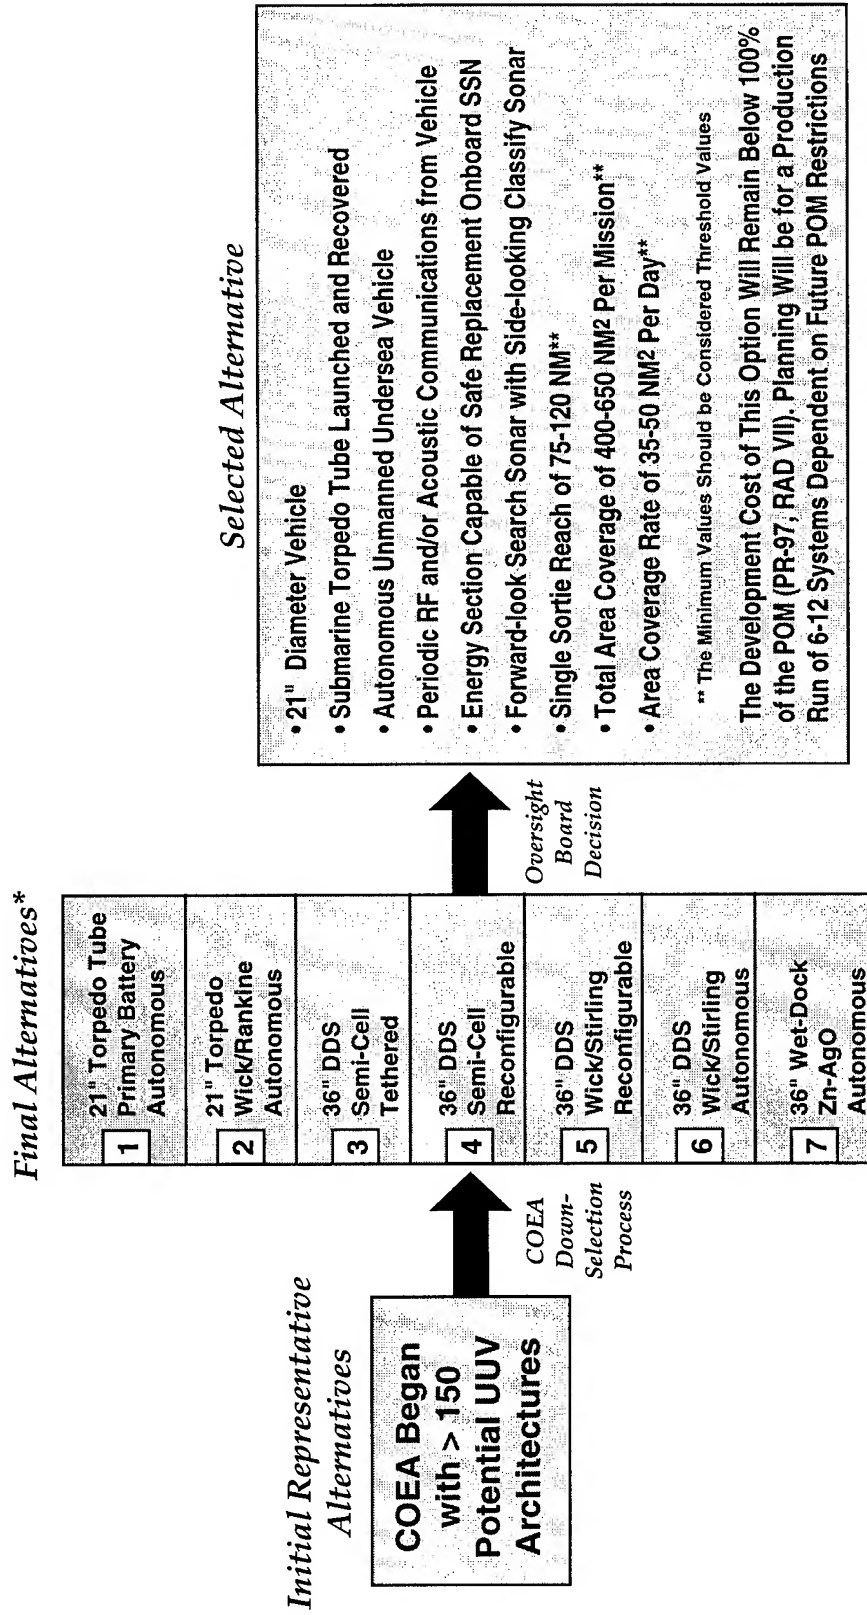 Initial Representative
Alternatives
COEA Began
with > 150
Potential UUV
Architectures
COEA
Down-
Selection
Process
Final Alternatives*
1
21" Torpedo Tube
Primary Battery
Autonomous
2
21" Torpedo
Wick/Rankine
Autonomous
3
36" DDS
Semi-Cell
Tethered
4
36" DDS
Semi-Cell
Reconfigurable
5
36" DDS
Wick/Stirling
Reconfigurable
6
36" DDS
Wick/Stirling
Autonomous
7
36" Wet-Dock
Zn-AgO
Autonomous
Oversight
Board
Decision
Selected Alternative
• 21" Diameter Vehicle
• Submarine Torpedo Tube Launched and Recovered
• Autonomous Unmanned Undersea Vehicle
• Periodic RF and/or Acoustic Communications from Vehicle
• Energy Section Capable of Safe Replacement Onboard SSN
• Forward-look Search Sonar with Side-looking Classify Sonar
• Single Sortie Reach of 75-120 NM**
• Total Area Coverage of 400-650 NM2 Per Mission**
• Area Coverage Rate of 35-50 NM2 Per Day**
** The Minimum Values Should be Considered Threshold Values
The Development Cost of This Option Will Remain Below 100%
of the POM (PR-97, RAD VII). Planning Will be for a Production
Run of 6-12 Systems Dependent on Future POM Restrictions